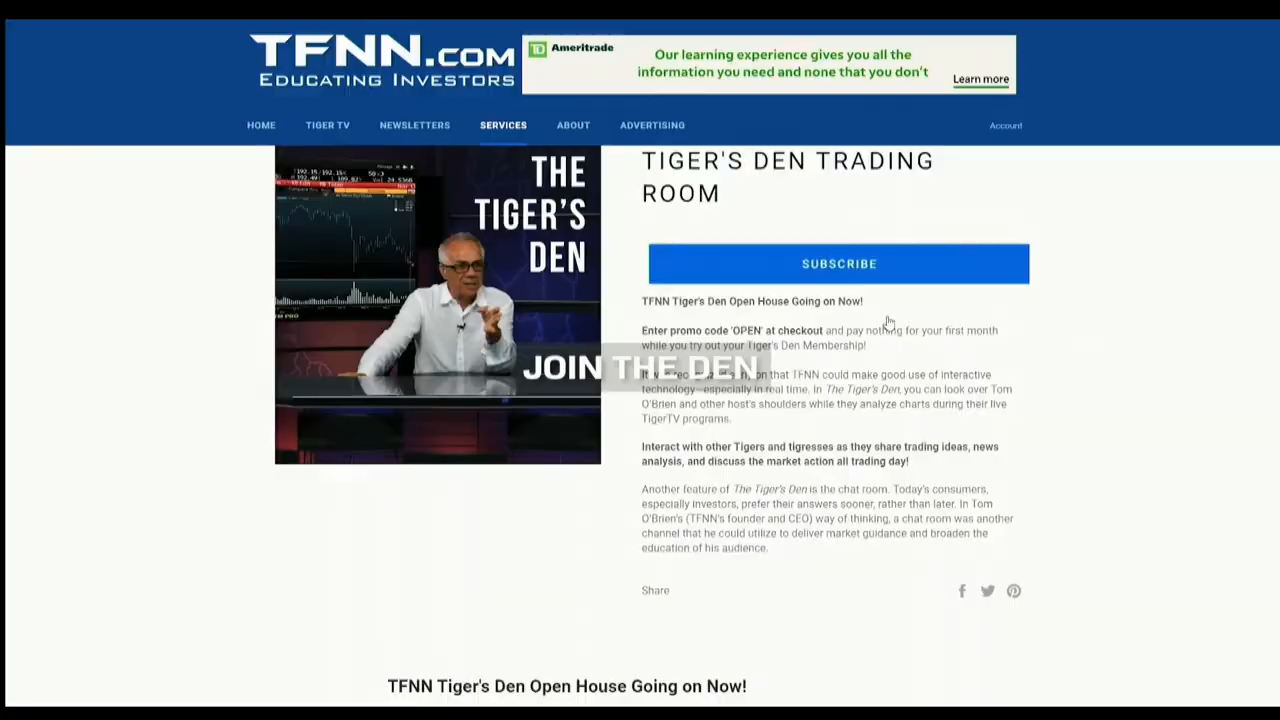 TFNN.COM
EDUCATING INVESTORS
TD Ameritrade
Our learning experience gives you all the
information you need and none that you don't
Learn more
HOME TIGER TV NEWSLETTERS SERVICES ABOUT ADVERTISING Account
THE
TIGER'S
DEN
TIGER'S DEN TRADING
ROOM
SUBSCRIBE
TFNN Tiger's Den Open House Going on Now!
Enter promo code 'OPEN' at checkout and pay nothing for your first month
while you try out your Tiger's Den Membership!
JOIN THE DEN
that TFNN could make good use of interactive
technology—especially in real time. In The Tiger's Den, you can look over Tom
O'Brien and other host's shoulders while they analyze charts during their live
TigerTV programs.
Interact with other Tigers and tigresses as they share trading ideas, news
analysis, and discuss the market action all trading day!
Another feature of The Tiger's Den is the chat room. Today's consumers,
especially investors, prefer their answers sooner, rather than later. In Tom
O'Brien's (TFNN's founder and CEO) way of thinking, a chat room was another
channel that he could utilize to deliver market guidance and broaden the
education of his audience.
Share
TFNN Tiger's Den Open House Going on Now!